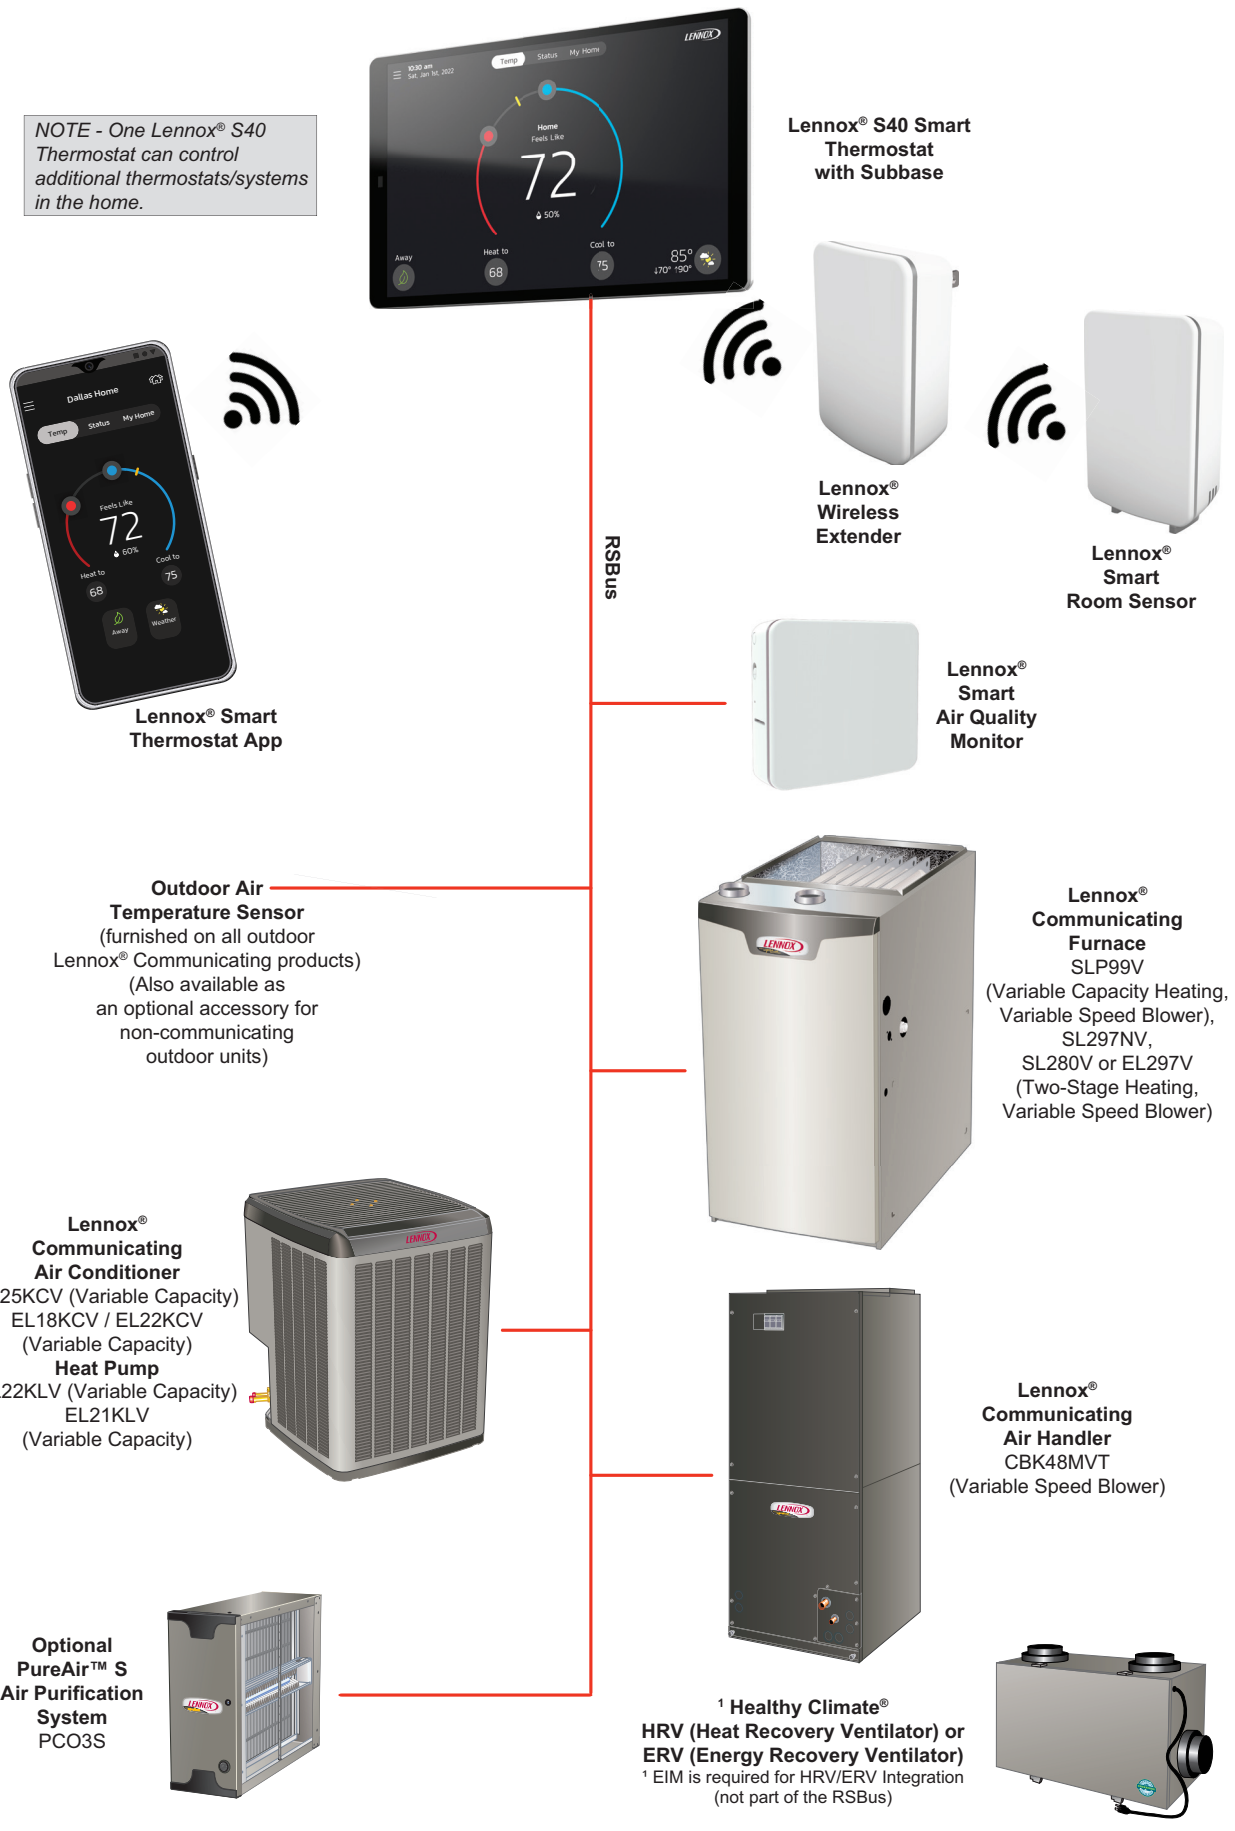 NOTE - One Lennox® S40
Thermostat can control
additional thermostats/systems
in the home.
10:30 am
Sat. Jan 1st, 2022
Temp
Status
My Home
LENNOX
Home
Feels Like
72
50%
Heat to
68
Cool to
75
Away
85°
↓70° ↑90°
Lennox® S40 Smart
Thermostat
with Subbase
Dallas Home
Temp
Status
My Home
Feels Like
72
60%
Heat to
68
Cool to
75
Away
Weather
Lennox® Smart
Thermostat App
Lennox®
Wireless
Extender
Lennox®
Smart
Room Sensor
RSBus
Lennox®
Smart
Air Quality
Monitor
Outdoor Air
Temperature Sensor
(furnished on all outdoor
Lennox® Communicating products)
(Also available as
an optional accessory for
non-communicating
outdoor units)
LENNOX
Lennox®
Communicating
Furnace
SLP99V
(Variable Capacity Heating,
Variable Speed Blower),
SL297NV,
SL280V or EL297V
(Two-Stage Heating,
Variable Speed Blower)
Lennox®
Communicating
Air Conditioner
25KCV (Variable Capacity)
EL18KCV / EL22KCV
(Variable Capacity)
Heat Pump
22KLV (Variable Capacity)
EL21KLV
(Variable Capacity)
LENNOX
LENNOX
Lennox®
Communicating
Air Handler
CBK48MVT
(Variable Speed Blower)
Optional
PureAir™ S
Air Purification
System
PCO3S
LENNOX
¹ Healthy Climate®
HRV (Heat Recovery Ventilator) or
ERV (Energy Recovery Ventilator)
¹ EIM is required for HRV/ERV Integration
(not part of the RSBus)